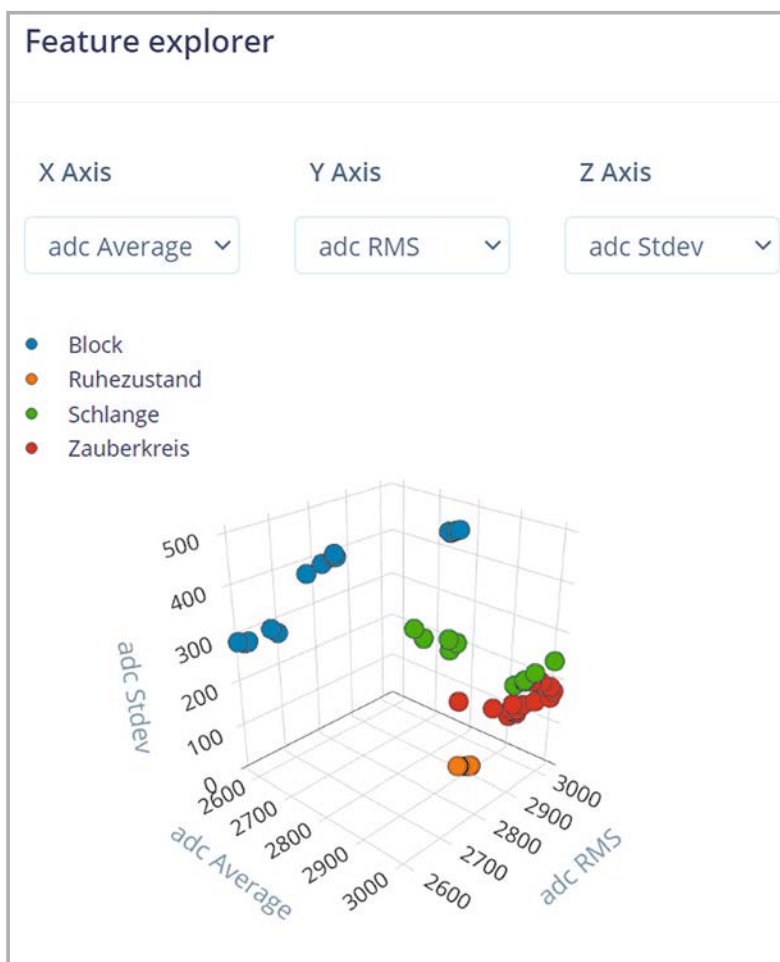 Feature explorer
X Axis Y Axis Z Axis
adc Average adc RMS adc Stdev
Block
Ruhezustand
Schlange
Zauberkreis
500
400
300
200
100
0
adc Stdev
2600
2700
2800
2900
3000
adc Average
2600
2700
2800
2900
3000
adc RMS